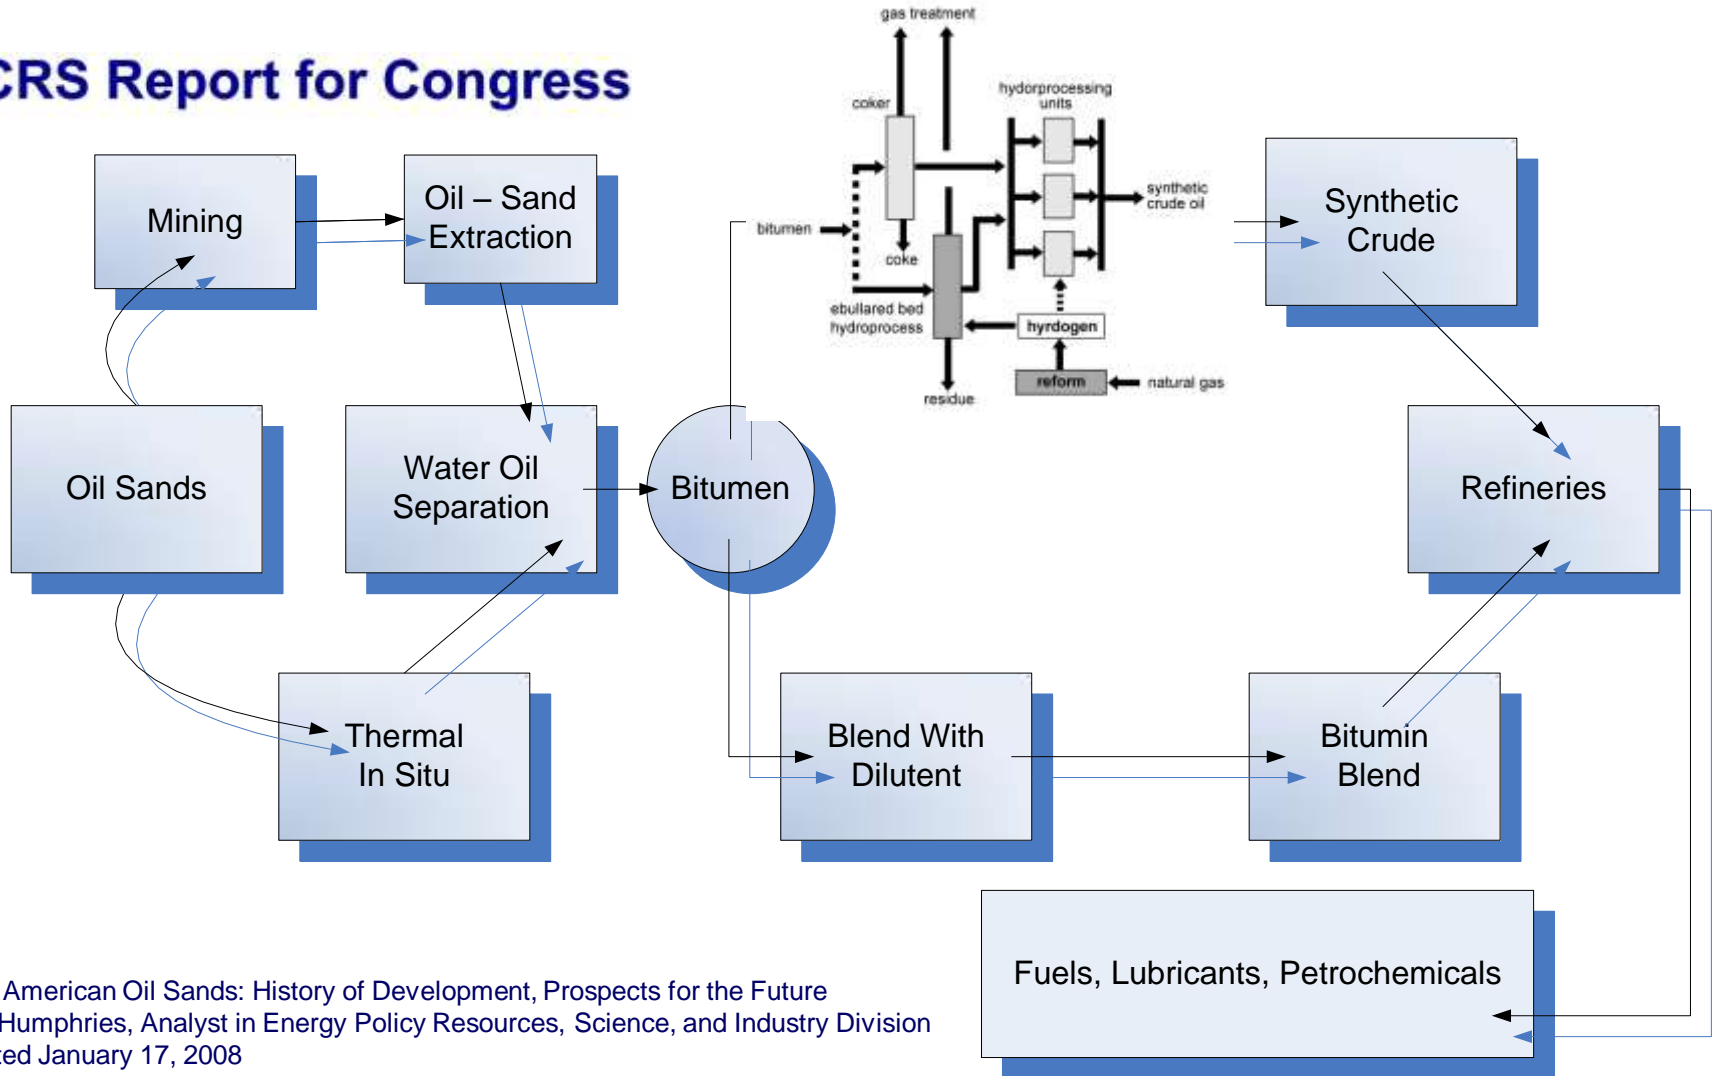 CRS Report for Congress
gas treatment
coker
hydorprocessing
units
bitumen
coke
synthetic
crude oil
ebullared bed
hydroprocess
hyrdogen
reform
natural gas
residue
Mining
Oil – Sand
Extraction
Synthetic
Crude
Oil Sands
Water Oil
Separation
Bitumen
Refineries
Thermal
In Situ
Blend With
Dilutent
Bitumin
Blend
Fuels, Lubricants, Petrochemicals
American Oil Sands: History of Development, Prospects for the Future
Humphries, Analyst in Energy Policy Resources, Science, and Industry Division
ted January 17, 2008